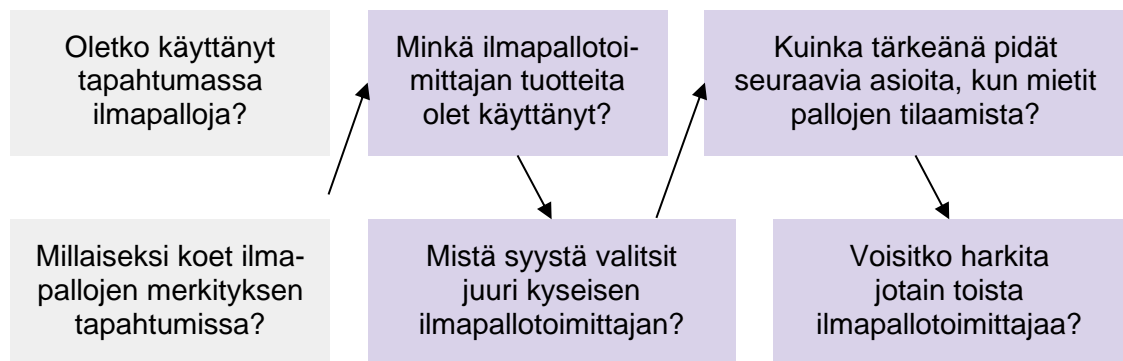 Oletko käyttänyt
tapahtumassa
ilmapalloja?
Millaiseksi koet ilma-
pallojen merkityksen
tapahtumissa?
Minkä ilmapallotoi-
mittajan tuotteita
olet käyttänyt?
Mistä syystä valitsit
juuri kyseisen
ilmapallotoimittajan?
Kuinka tärkeänä pidät
seuraavia asioita, kun mietit
pallojen tilaamista?
Voisitko harkita
jotain toista
ilmapallotoimittajaa?